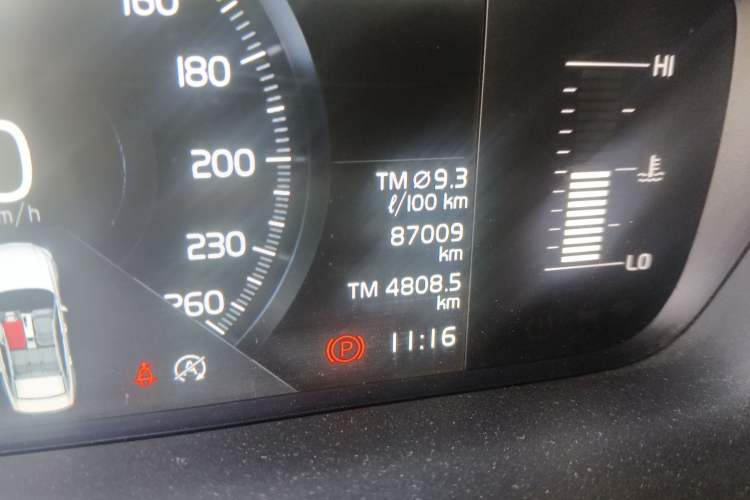 160
180
200
230
260
0
m/h
TM Ø9.3
ℓ/100 km
87009
km
TM 4808.5
km
P
11:16
A
HI
LO